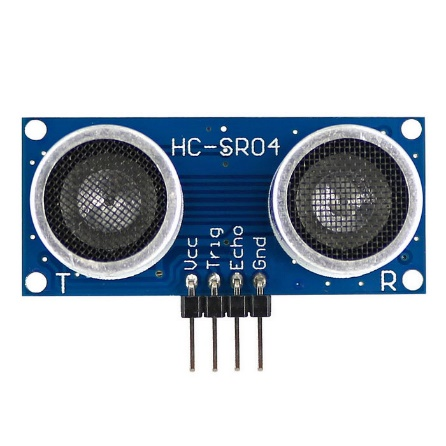 HC-SR04
Vcc
Trig
Echo
Gnd
T
R